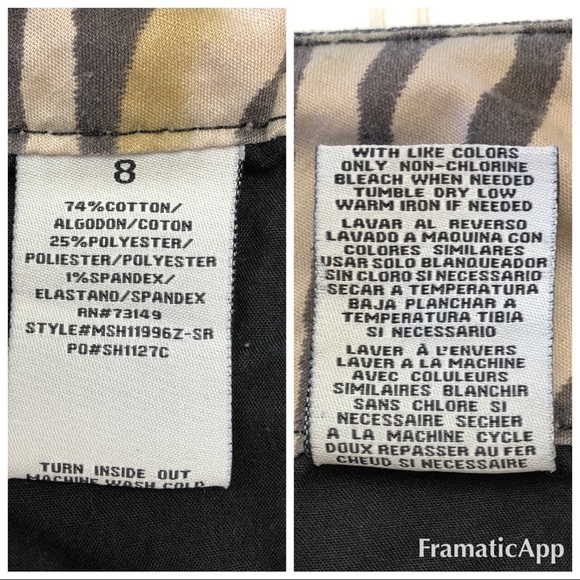 8
74%COTTON/
ALGODON/COTON
25%POLYESTER/
POLIESTER/POLYESTER
1%SPANDEX/
ELASTANO/SPANDEX
RN#73149
STYLE#MSH11996Z-SR
PO#SH1127C
TURN INSIDE OUT
MACHINE WASH COLD
WITH LIKE COLORS
ONLY NON-CHLORINE
BLEACH WHEN NEEDED
TUMBLE DRY LOW
WARM IRON IF NEEDED
LAVAR AL REVERSO
LAVADO A MAQUINA CON
COLORES SIMILARES
USAR SOLO BLANQUEADOR
SIN CLORO SI NECESSARIO
SECAR A TEMPERATURA
BAJA PLANCHAR A
TEMPERATURA TIBIA
SI NECESSARIO
LAVER À L'ENVERS
LAVER A LA MACHINE
AVEC COLULEURS
SIMILAIRES BLANCHIR
SANS CHLORE SI
NECESSAIRE SECHER
A LA MACHINE CYCLE
DOUX REPASSER AU FER
CHEUD SI NECESSAIRE
FramaticApp